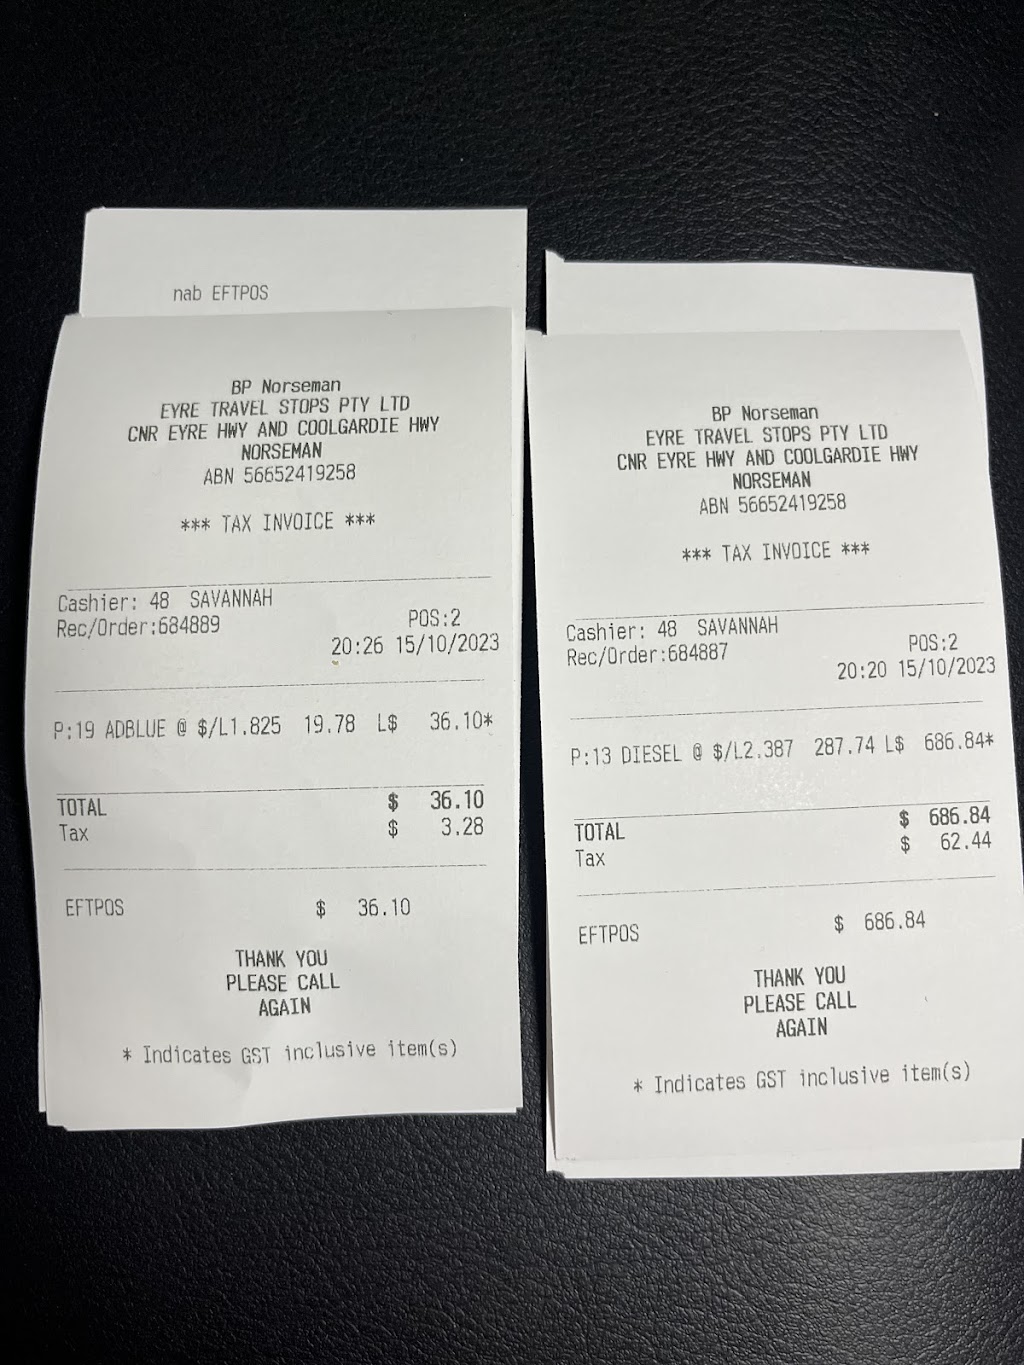 nab EFTPOS
BP Norseman
EYRE TRAVEL STOPS PTY LTD
CNR EYRE HWY AND COOLGARDIE HWY
NORSEMAN
ABN 56652419258
*** TAX INVOICE ***
Cashier: 48 SAVANNAH
Rec/Order:684889 POS:2
20:26 15/10/2023
P:19 ADBLUE @ $/L1.825 19.78 L$ 36.10*
TOTAL $ 36.10
Tax $ 3.28
EFTPOS $ 36.10
THANK YOU
PLEASE CALL
AGAIN
* Indicates GST inclusive item(s)
BP Norseman
EYRE TRAVEL STOPS PTY LTD
CNR EYRE HWY AND COOLGARDIE HWY
NORSEMAN
ABN 56652419258
*** TAX INVOICE ***
Cashier: 48 SAVANNAH
Rec/Order:684887 POS:2
20:20 15/10/2023
P:13 DIESEL @ $/L2.387 287.74 L$ 686.84*
TOTAL $ 686.84
Tax $ 62.44
EFTPOS $ 686.84
THANK YOU
PLEASE CALL
AGAIN
* Indicates GST inclusive item(s)